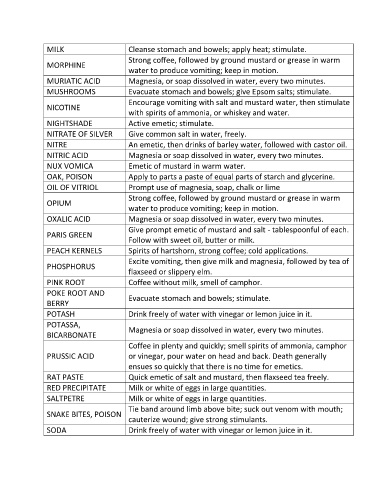 MILK Cleanse stomach and bowels; apply heat; stimulate.
MORPHINE Strong coffee, followed by ground mustard or grease in warm
water to produce vomiting; keep in motion.
MURIATIC ACID Magnesia, or soap dissolved in water, every two minutes.
MUSHROOMS Evacuate stomach and bowels; give Epsom salts; stimulate.
NICOTINE Encourage vomiting with salt and mustard water, then stimulate
with spirits of ammonia, or whiskey and water.
NIGHTSHADE Active emetic; stimulate.
NITRATE OF SILVER Give common salt in water, freely.
NITRE An emetic, then drinks of barley water, followed with castor oil.
NITRIC ACID Magnesia or soap dissolved in water, every two minutes.
NUX VOMICA Emetic of mustard in warm water.
OAK, POISON Apply to parts a paste of equal parts of starch and glycerine.
OIL OF VITRIOL Prompt use of magnesia, soap, chalk or lime
OPIUM Strong coffee, followed by ground mustard or grease in warm
water to produce vomiting; keep in motion.
OXALIC ACID Magnesia or soap dissolved in water, every two minutes.
PARIS GREEN Give prompt emetic of mustard and salt - tablespoonful of each.
Follow with sweet oil, butter or milk.
PEACH KERNELS Spirits of hartshorn, strong coffee; cold applications.
PHOSPHORUS Excite vomiting, then give milk and magnesia, followed by tea of
flaxseed or slippery elm.
PINK ROOT Coffee without milk, smell of camphor.
POKE ROOT AND
BERRY Evacuate stomach and bowels; stimulate.
POTASH Drink freely of water with vinegar or lemon juice in it.
POTASSA,
BICARBONATE Magnesia or soap dissolved in water, every two minutes.
PRUSSIC ACID Coffee in plenty and quickly; smell spirits of ammonia, camphor
or vinegar, pour water on head and back. Death generally
ensues so quickly that there is no time for emetics.
RAT PASTE Quick emetic of salt and mustard, then flaxseed tea freely.
RED PRECIPITATE Milk or white of eggs in large quantities.
SALTPETRE Milk or white of eggs in large quantities.
SNAKE BITES, POISON Tie band around limb above bite; suck out venom with mouth;
cauterize wound; give strong stimulants.
SODA Drink freely of water with vinegar or lemon juice in it.